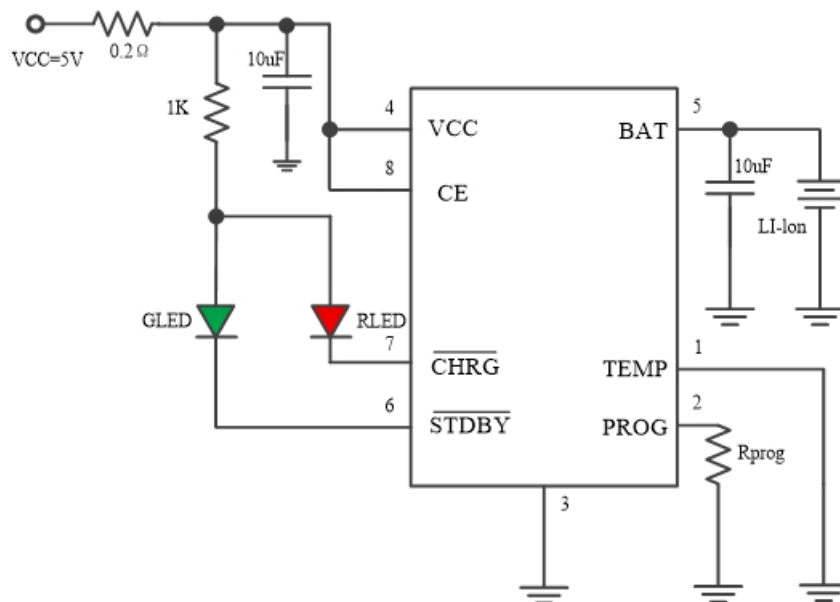 VCC=5V
0.2Ω
10uF
1K
4
VCC
8
CE
BAT
5
10uF
LI-lon
GLED
RLED
7
CHRG
TEMP
1
6
STDBY
PROG
2
Rprog
3